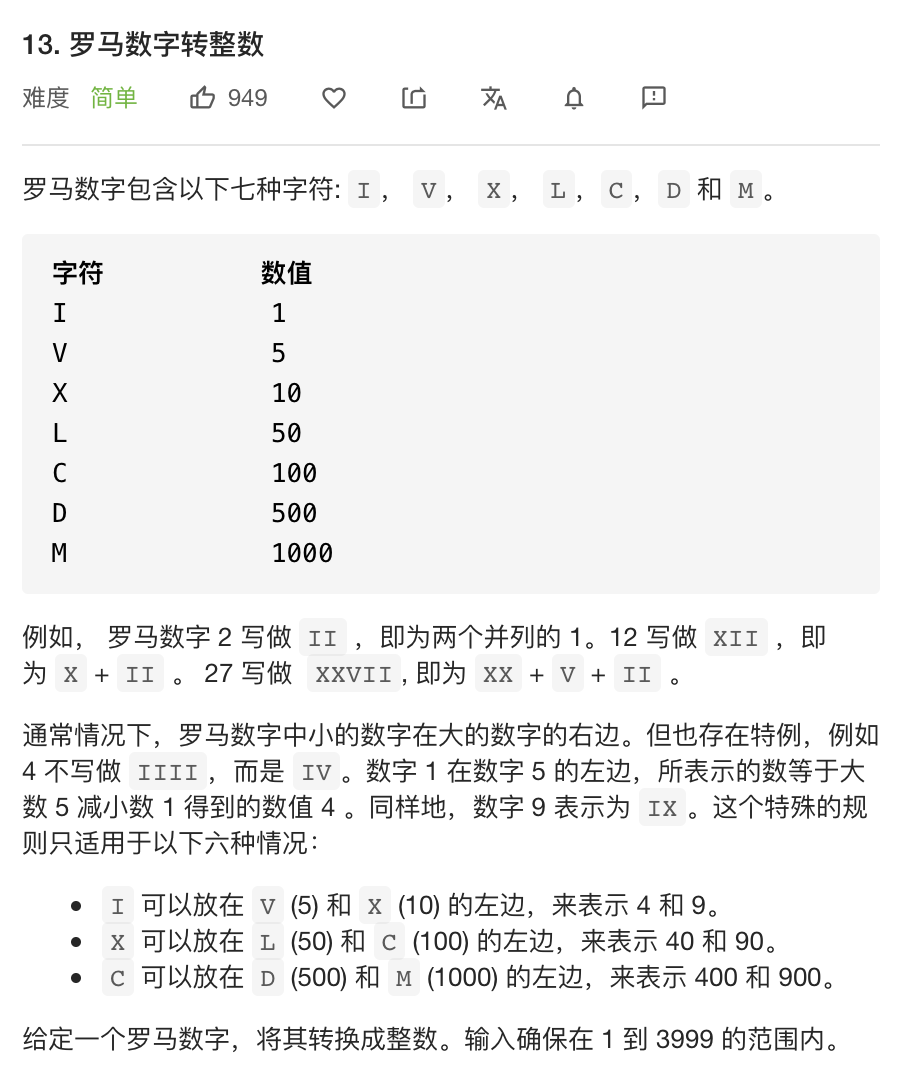 13. 罗马数字转整数
难度 简单 949
罗马数字包含以下七种字符: I， V， X， L，C，D 和 M。
字符 数值
I 1
V 5
X 10
L 50
C 100
D 500
M 1000
例如， 罗马数字 2 写做 II ，即为两个并列的 1。12 写做 XII ，即
为 X + II 。 27 写做 XXVII, 即为 XX + V + II 。
通常情况下，罗马数字中小的数字在大的数字的右边。但也存在特例，例如
4 不写做 IIII，而是 IV。数字 1 在数字 5 的左边，所表示的数等于大
数 5 减小数 1 得到的数值 4 。同样地，数字 9 表示为 IX。这个特殊的规
则只适用于以下六种情况：
• I 可以放在 V (5) 和 X (10) 的左边，来表示 4 和 9。
• X 可以放在 L (50) 和 C (100) 的左边，来表示 40 和 90。
• C 可以放在 D (500) 和 M (1000) 的左边，来表示 400 和 900。
给定一个罗马数字，将其转换成整数。输入确保在 1 到 3999 的范围内。